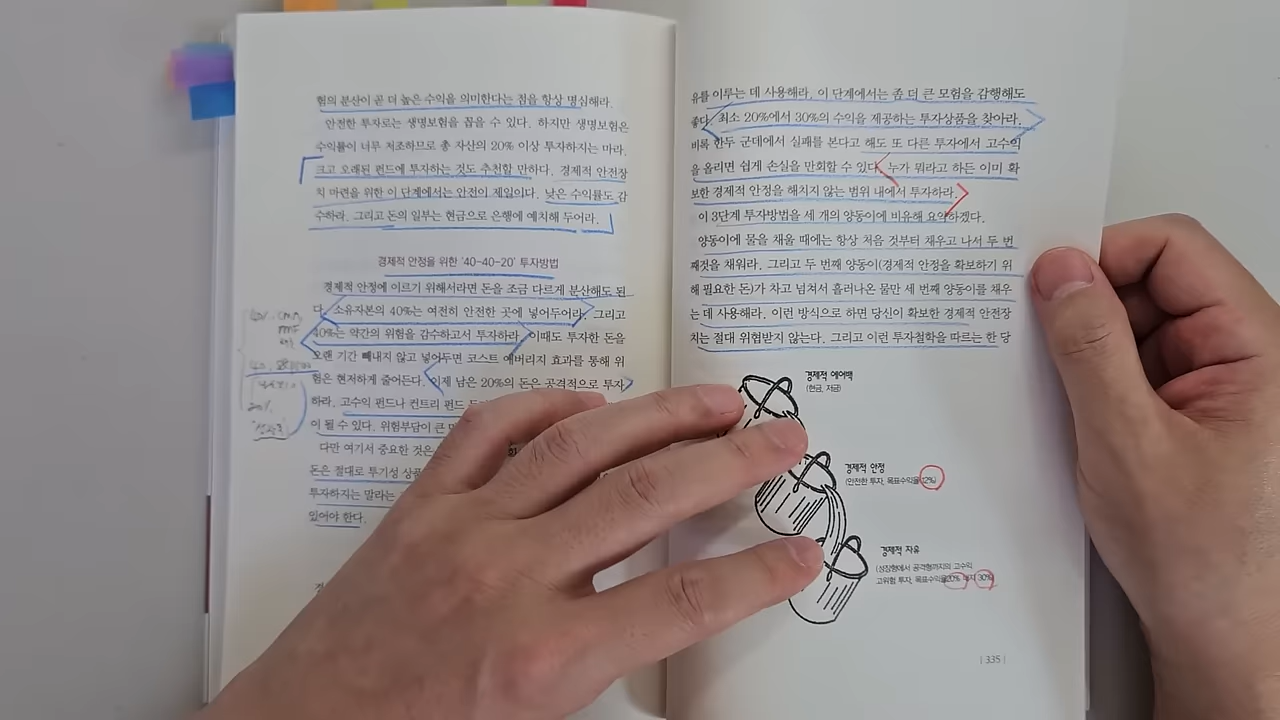 험의 분산이 곧 더 높은 수익을 의미한다는 점을 항상 명심해라.
안전한 투자로는 생명보험을 꼽을 수 있다. 하지만 생명보험은
수익률이 너무 저조하므로 총 자산의 20% 이상 투자하지는 마라.
크고 오래된 펀드에 투자하는 것도 추천할 만하다. 경제적 안전장
치 마련을 위한 이 단계에서는 안전이 제일이다. 낮은 수익률도 감
수하라. 그리고 돈의 일부는 현금으로 은행에 예치해 두어라.
경제적 안정을 위한 '40-40-20' 투자방법
경제적 안정에 이르기 위해서라면 돈을 조금 다르게 분산해도 된
다. 소유자본의 40%는 여전히 안전한 곳에 넣어두어라. 그리고
40%는 약간의 위험을 감수하고서 투자하라. 이때도 투자한 돈을
오랜 기간 빼내지 않고 넣어두면 코스트 에버리지 효과를 통해 위
험은 현저하게 줄어든다. 이제 남은 20%의 돈은 공격적으로 투자
하라. 고수익 펀드나 컨트리 펀드
이 될 수 있다. 위험부담이 큰
다만 여기서 중요한 것은
돈은 절대로 투기성 상품
투자하지는 말라는
있어야 한다.
유를 이루는 데 사용해라. 이 단계에서는 좀 더 큰 모험을 감행해도
좋다. 최소 20%에서 30%의 수익을 제공하는 투자상품을 찾아라.
비록 한두 군데에서 실패를 본다고 해도 또 다른 투자에서 고수익
을 올리면 쉽게 손실을 만회할 수 있다. 누가 뭐라고 하든 이미 확
보한 경제적 안정을 해치지 않는 범위 내에서 투자하라.
이 3단계 투자방법을 세 개의 양동이에 비유해 요약하겠다.
양동이에 물을 채울 때에는 항상 처음 것부터 채우고 나서 두 번
째것을 채워라. 그리고 두 번째 양동이(경제적 안정을 확보하기 위
해 필요한 돈)가 차고 넘쳐서 흘러나온 물만 세 번째 양동이를 채우
는 데 사용해라. 이런 방식으로 하면 당신이 확보한 경제적 안전장
치는 절대 위협받지 않는다. 그리고 이런 투자철학을 따르는 한 당
경제적 에어백
(현금, 저금)
경제적 안정
(안전한 투자, 목표수익률 12%)
경제적 자유
(성장형에서 공격형까지의 고수익
고위험 투자, 목표수익률 20% 내지 30%)
| 335 |